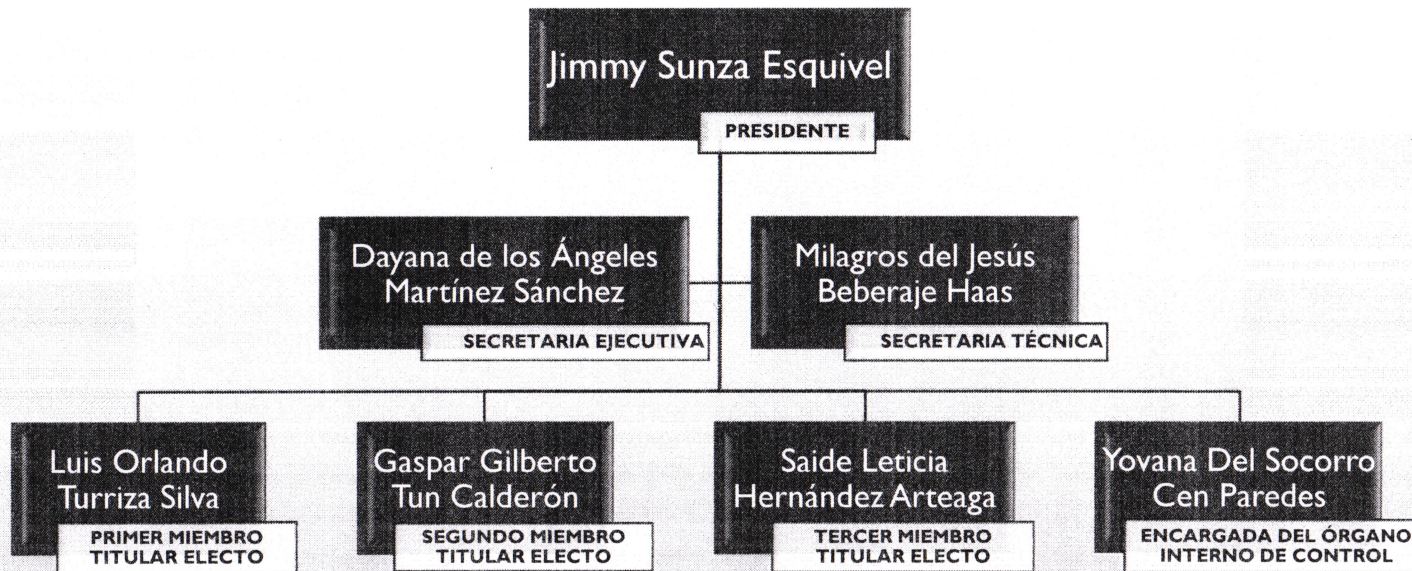 Jimmy Sunza Esquivel
PRESIDENTE
Dayana de los Ángeles
Martínez Sánchez
SECRETARIA EJECUTIVA
Milagros del Jesús
Beberaje Haas
SECRETARIA TÉCNICA
Luis Orlando
Turriza Silva
PRIMER MIEMBRO
TITULAR ELECTO
Gaspar Gilberto
Tun Calderón
SEGUNDO MIEMBRO
TITULAR ELECTO
Saide Leticia
Hernández Arteaga
TERCER MIEMBRO
TITULAR ELECTO
Yovana Del Socorro
Cen Paredes
ENCARGADA DEL ÓRGANO
INTERNO DE CONTROL